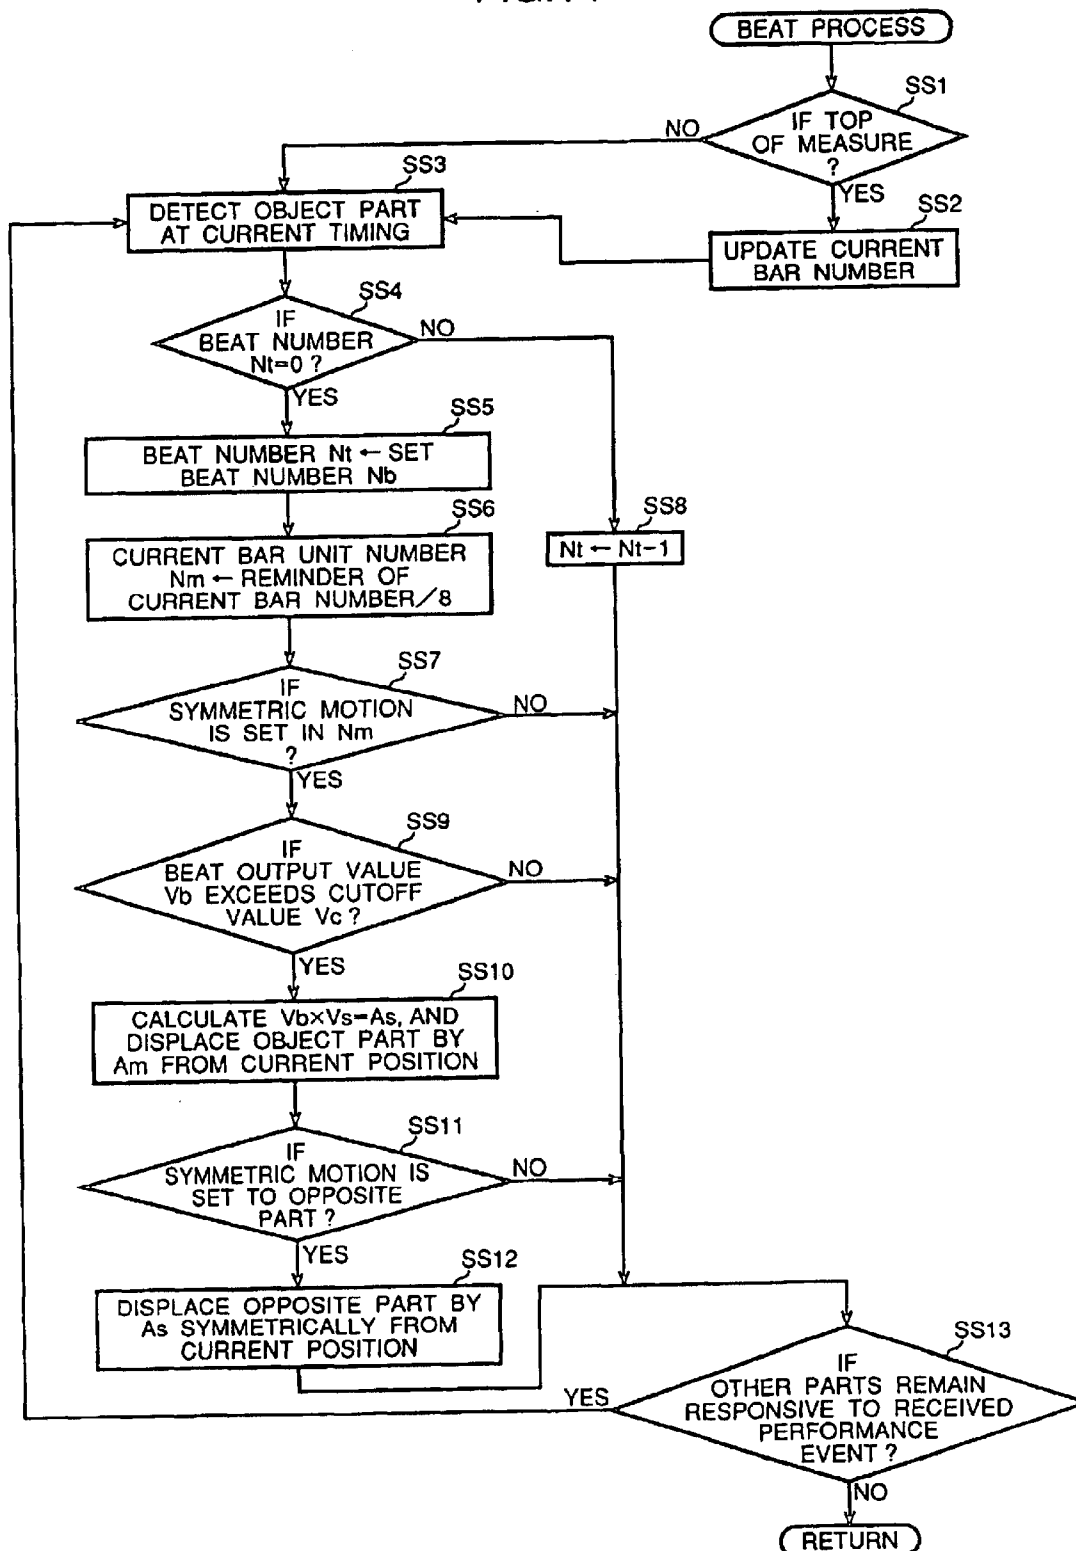 BEAT PROCESS
SS1
IF TOP
OF MEASURE
?
NO
YES
SS2
UPDATE CURRENT
BAR NUMBER
SS3
DETECT OBJECT PART
AT CURRENT TIMING
SS4
IF
BEAT NUMBER
Nt=0 ?
NO
YES
SS5
BEAT NUMBER Nt ← SET
BEAT NUMBER Nb
SS6
CURRENT BAR UNIT NUMBER
Nm ← REMINDER OF
CURRENT BAR NUMBER/8
SS8
Nt ← Nt-1
SS7
IF
SYMMETRIC MOTION
IS SET IN Nm
?
NO
YES
SS9
IF
BEAT OUTPUT VALUE
Vb EXCEEDS CUTOFF
VALUE Vc ?
NO
YES
SS10
CALCULATE Vb×Vs=As, AND
DISPLACE OBJECT PART BY
Am FROM CURRENT POSITION
SS11
IF
SYMMETRIC MOTION IS
SET TO OPPOSITE
PART ?
NO
YES
SS12
DISPLACE OPPOSITE PART BY
As SYMMETRICALLY FROM
CURRENT POSITION
SS13
IF
OTHER PARTS REMAIN
RESPONSIVE TO RECEIVED
PERFORMANCE
EVENT ?
YES
NO
RETURN